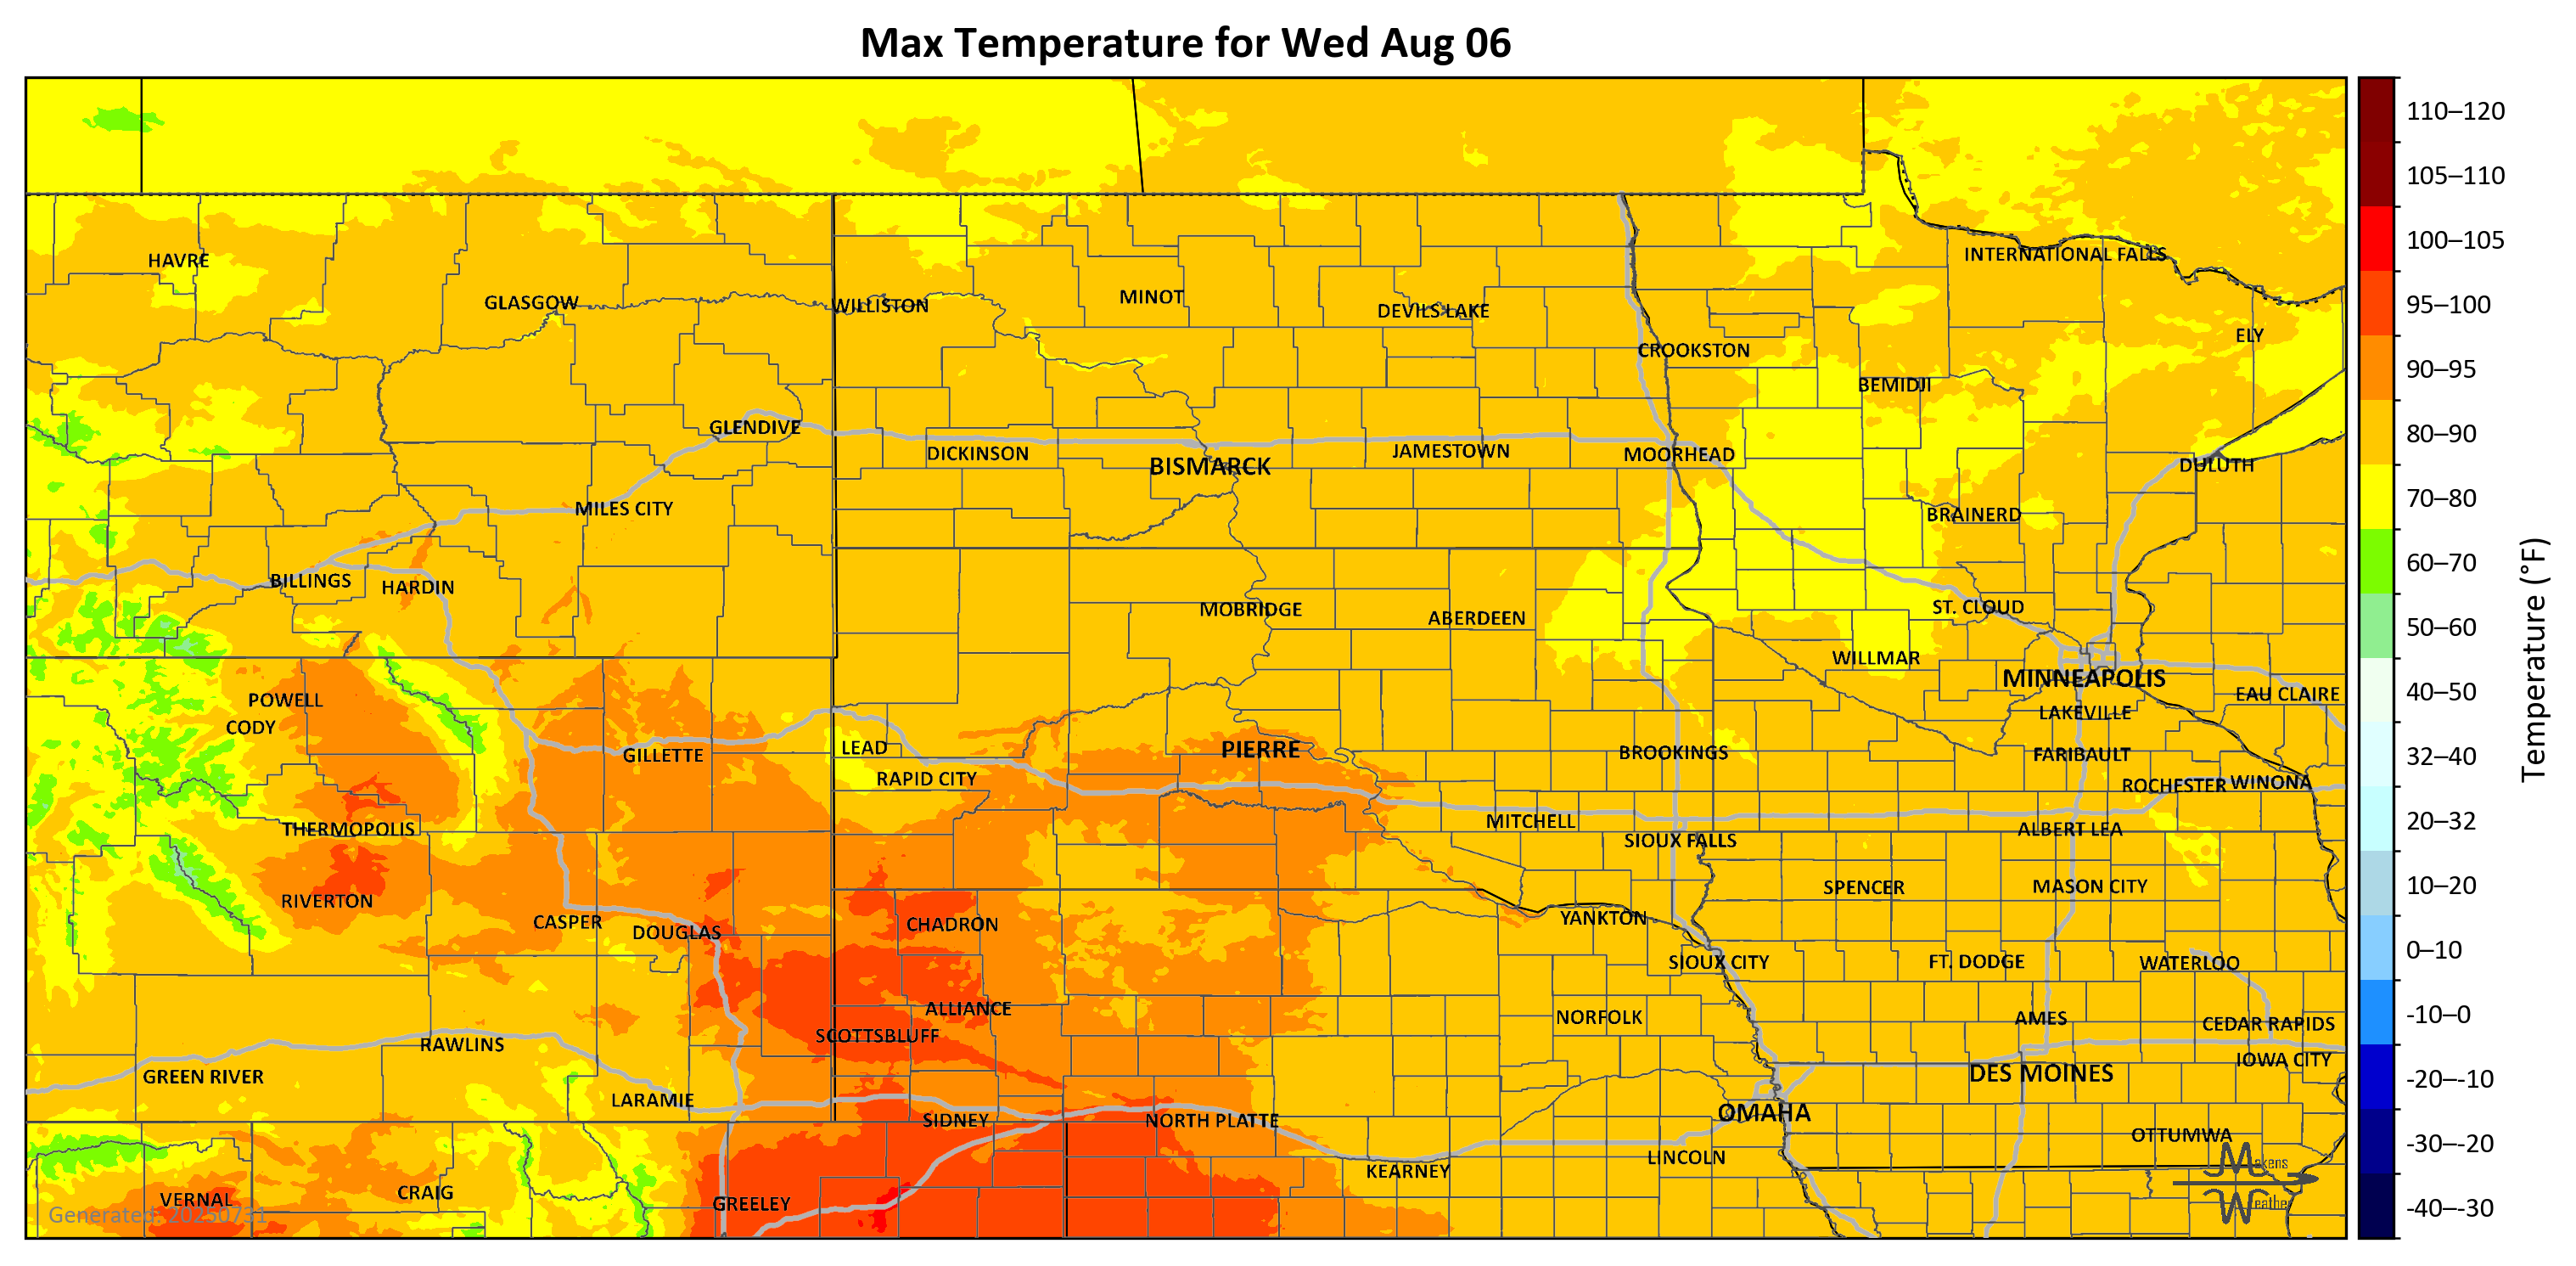 Max Temperature for Wed Aug 06
110–120
105–110
INTERNATIONAL FALLS
100–105
HAVRE
MINOT
GLASGOW
WILLISTON
95–100
DEVILS LAKE
ELY
CROOKSTON
90–95
BEMIDJI
GLENDIVE
80–90
DICKINSON
JAMESTOWN
MOORHEAD
BISMARCK
DULUTH
70–80
MILES CITY
BRAINERD
60–70
BILLINGS
HARDIN
MOBRIDGE
ABERDEEN
ST. CLOUD
50–60
WILLMAR
MINNEAPOLIS
40–50
EAU CLAIRE
POWELL
LAKEVILLE
CODY
Temperature (°F)
LEAD
PIERRE
BROOKINGS
FARIBAULT
32–40
GILLETTE
RAPID CITY
ROCHESTER
WINONA
THERMOPOLIS
MITCHELL
20–32
ALBERT LEA
SIOUX FALLS
SPENCER
MASON CITY
10–20
RIVERTON
CASPER
CHADRON
YANKTON
DOUGLAS
0–10
SIOUX CITY
FT. DODGE
WATERLOO
ALLIANCE
NORFOLK
AMES
-10–0
SCOTTSBLUFF
CEDAR RAPIDS
RAWLINS
IOWA CITY
GREEN RIVER
DES MOINES
-20–-10
LARAMIE
OMAHA
SIDNEY
NORTH PLATTE
OTTUMWA
-30–-20
LINCOLN
KEARNEY
Makens
Weather
VERNAL
CRAIG
GREELEY
-40–-30
Generated: 20250731